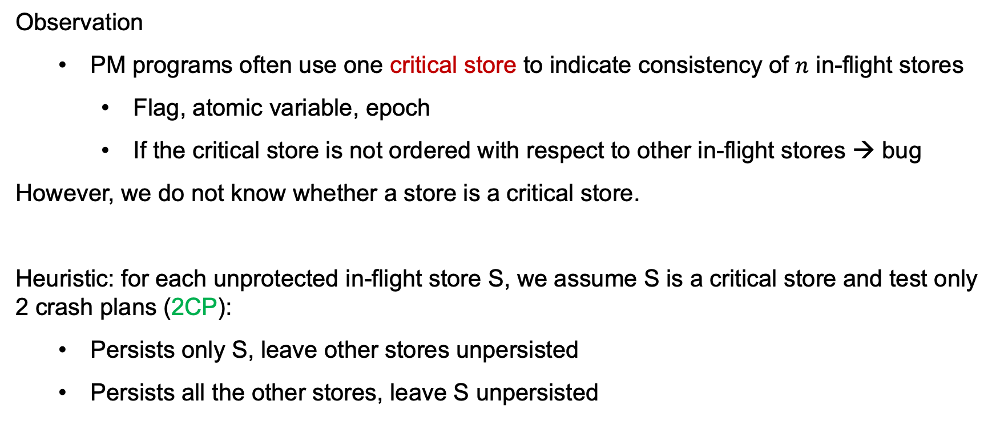 Observation
• PM programs often use one critical store to indicate consistency of n in-flight stores
• Flag, atomic variable, epoch
• If the critical store is not ordered with respect to other in-flight stores → bug
However, we do not know whether a store is a critical store.
Heuristic: for each unprotected in-flight store S, we assume S is a critical store and test only
2 crash plans (2CP):
• Persists only S, leave other stores unpersisted
• Persists all the other stores, leave S unpersisted